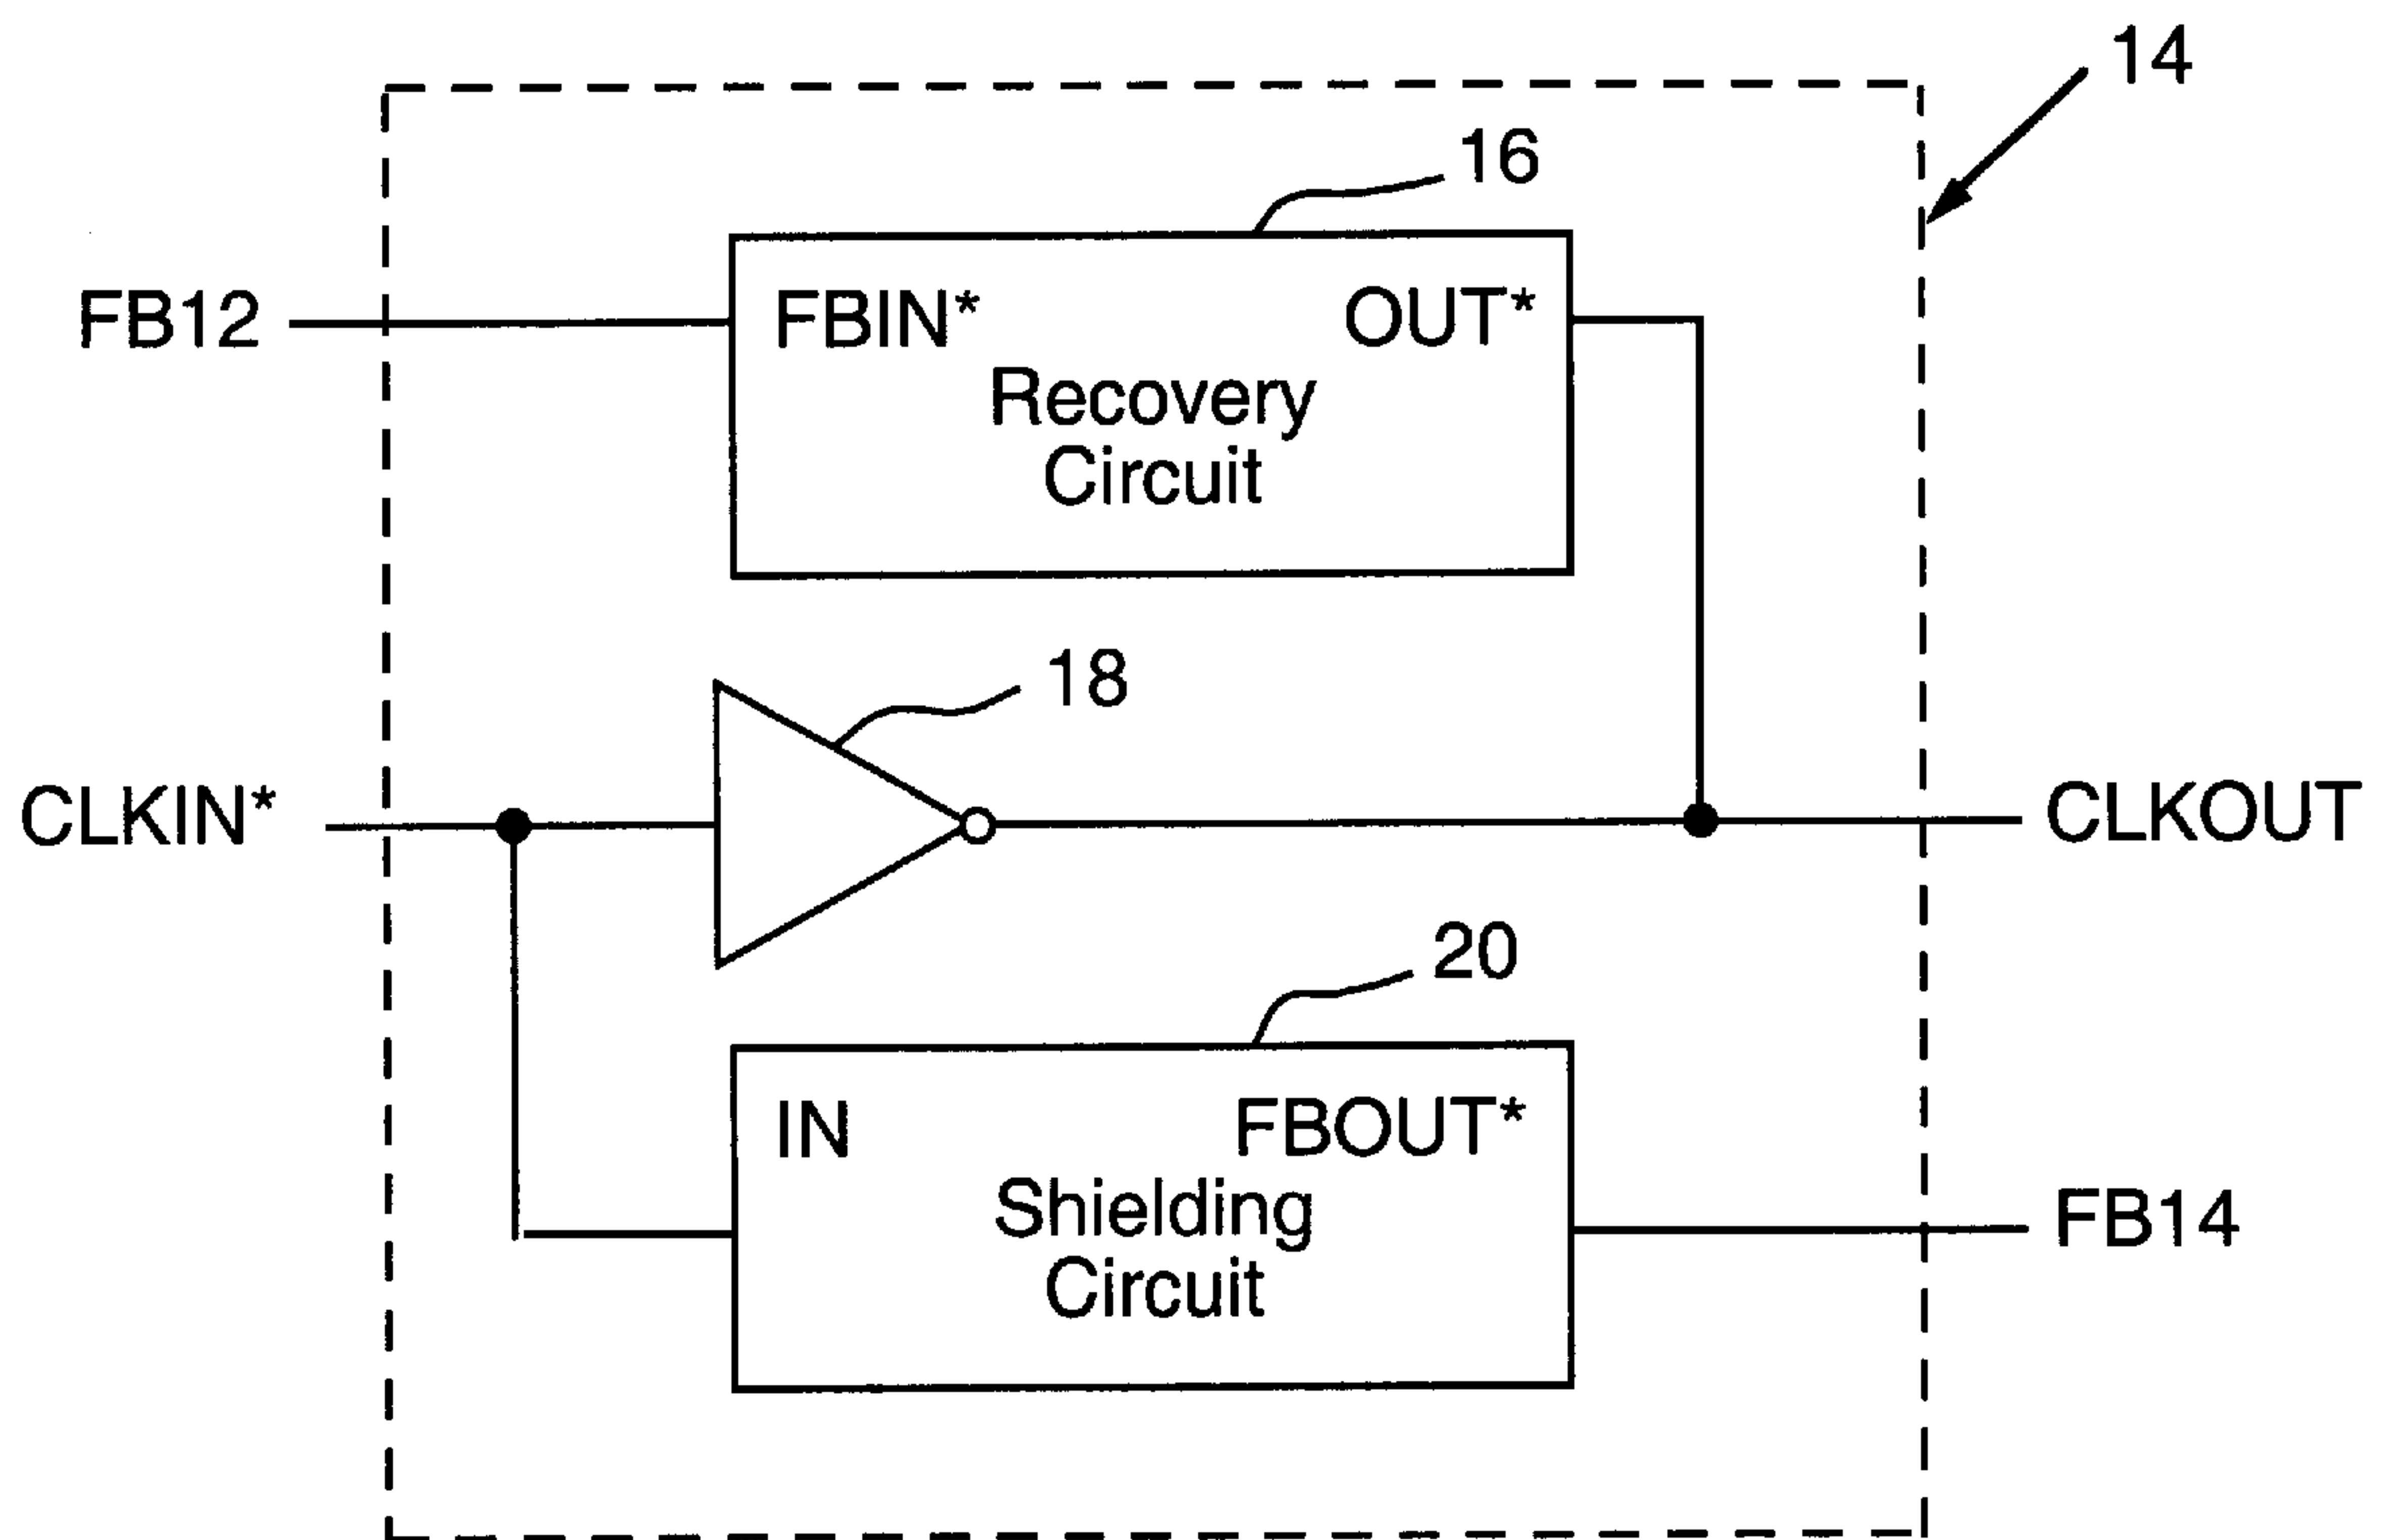 14
16
FB12
FBIN*
OUT*
Recovery
Circuit
18
CLKIN*
CLKOUT
20
IN
FBOUT*
Shielding
Circuit
FB14